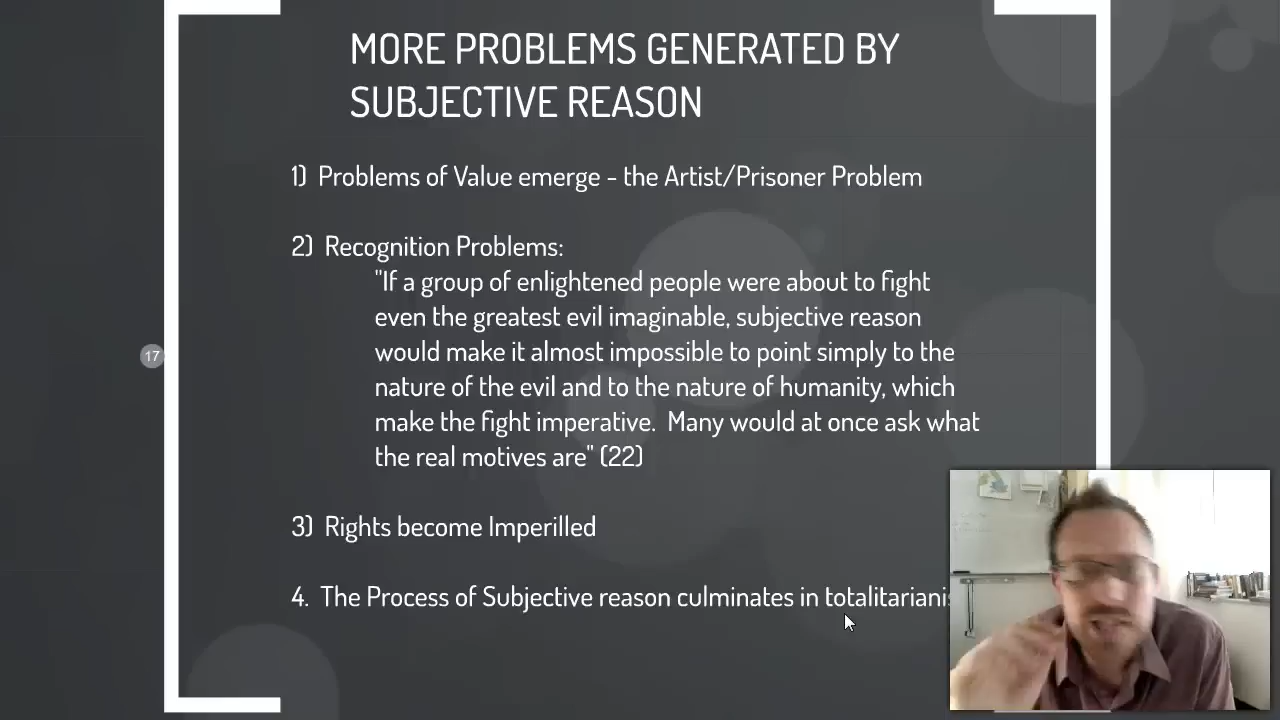 MORE PROBLEMS GENERATED BY
SUBJECTIVE REASON
1) Problems of Value emerge - the Artist/Prisoner Problem
2) Recognition Problems:
"If a group of enlightened people were about to fight
even the greatest evil imaginable, subjective reason
would make it almost impossible to point simply to the
nature of the evil and to the nature of humanity, which
make the fight imperative. Many would at once ask what
the real motives are" (22)
17
3) Rights become Imperilled
4. The Process of Subjective reason culminates in totalitariani